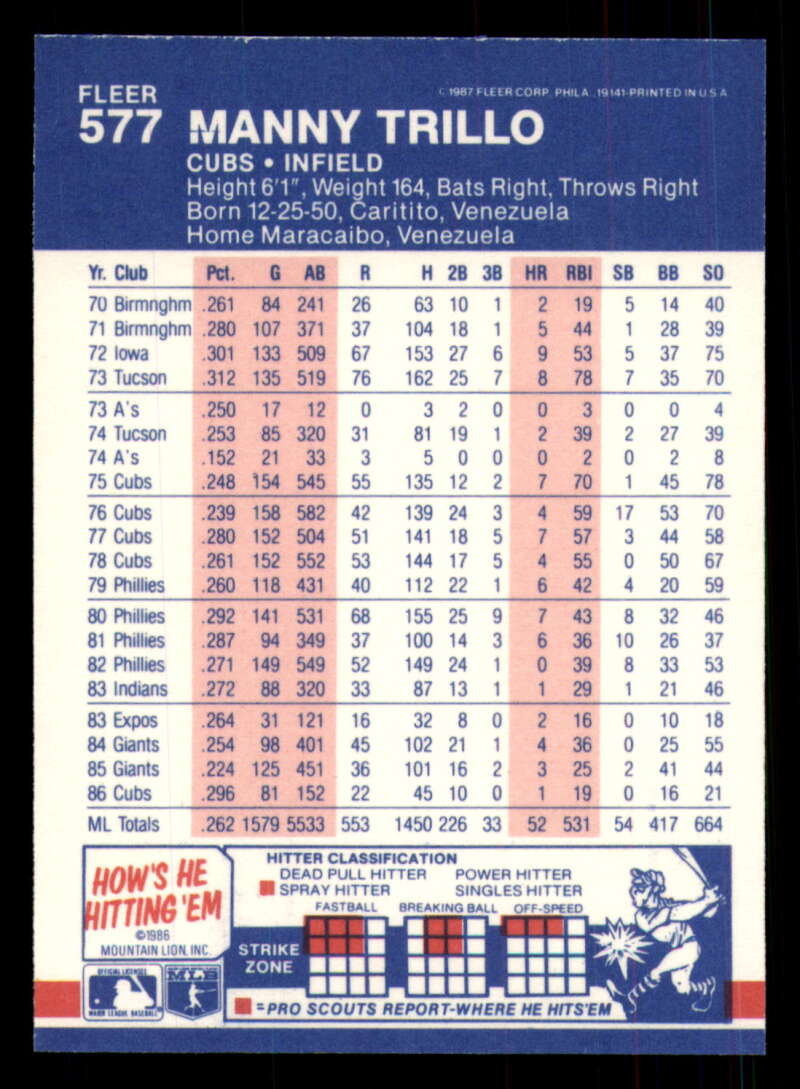 FLEER
577 MANNY TRILLO
© 1987 FLEER CORP. PHILA., 19141-PRINTED IN U S A
CUBS • INFIELD
Height 6'1", Weight 164, Bats Right, Throws Right
Born 12-25-50, Caritito, Venezuela
Home Maracaibo, Venezuela
Yr. Club Pct. G AB R H 2B 3B HR RBI SB BB SO
70 Birmnghm .261 84 241 26 63 10 1 2 19 5 14 40
71 Birmnghm .280 107 371 37 104 18 1 5 44 1 28 39
72 Iowa .301 133 509 67 153 27 6 9 53 5 37 75
73 Tucson .312 135 519 76 162 25 7 8 78 7 35 70
73 A's .250 17 12 0 3 2 0 0 3 0 0 4
74 Tucson .253 85 320 31 81 19 1 2 39 2 27 39
74 A's .152 21 33 3 5 0 0 0 2 0 2 8
75 Cubs .248 154 545 55 135 12 2 7 70 1 45 78
76 Cubs .239 158 582 42 139 24 3 4 59 17 53 70
77 Cubs .280 152 504 51 141 18 5 7 57 3 44 58
78 Cubs .261 152 552 53 144 17 5 4 55 0 50 67
79 Phillies .260 118 431 40 112 22 1 6 42 4 20 59
80 Phillies .292 141 531 68 155 25 9 7 43 8 32 46
81 Phillies .287 94 349 37 100 14 3 6 36 10 26 37
82 Phillies .271 149 549 52 149 24 1 0 39 8 33 53
83 Indians .272 88 320 33 87 13 1 1 29 1 21 46
83 Expos .264 31 121 16 32 8 0 2 16 0 10 18
84 Giants .254 98 401 45 102 21 1 4 36 0 25 55
85 Giants .224 125 451 36 101 16 2 3 25 2 41 44
86 Cubs .296 81 152 22 45 10 0 1 19 0 16 21
ML Totals .262 1579 5533 553 1450 226 33 52 531 54 417 664
HOW'S HE
HITTING 'EM
©1986
MOUNTAIN LION, INC.
OFFICIAL LICENSEE
MAJOR LEAGUE BASEBALL
MLB
HITTER CLASSIFICATION
DEAD PULL HITTER POWER HITTER
SPRAY HITTER SINGLES HITTER
FASTBALL BREAKING BALL OFF-SPEED
STRIKE
ZONE
=PRO SCOUTS REPORT-WHERE HE HITS'EM